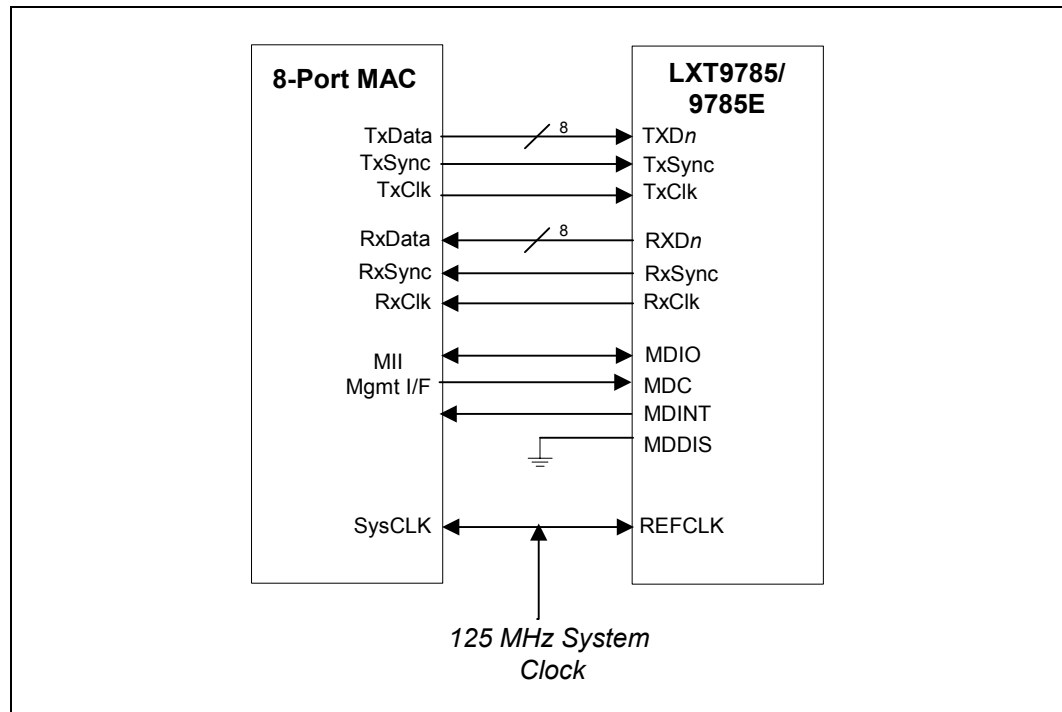 8-Port MAC
LXT9785/
9785E
TxData
8
TXDn
TxSync
TxSync
TxClk
TxClk
RxData
8
RXDn
RxSync
RxSync
RxClk
RxClk
MII
Mgmt I/F
MDIO
MDC
MDINT
MDDIS
SysCLK
REFCLK
125 MHz System
Clock